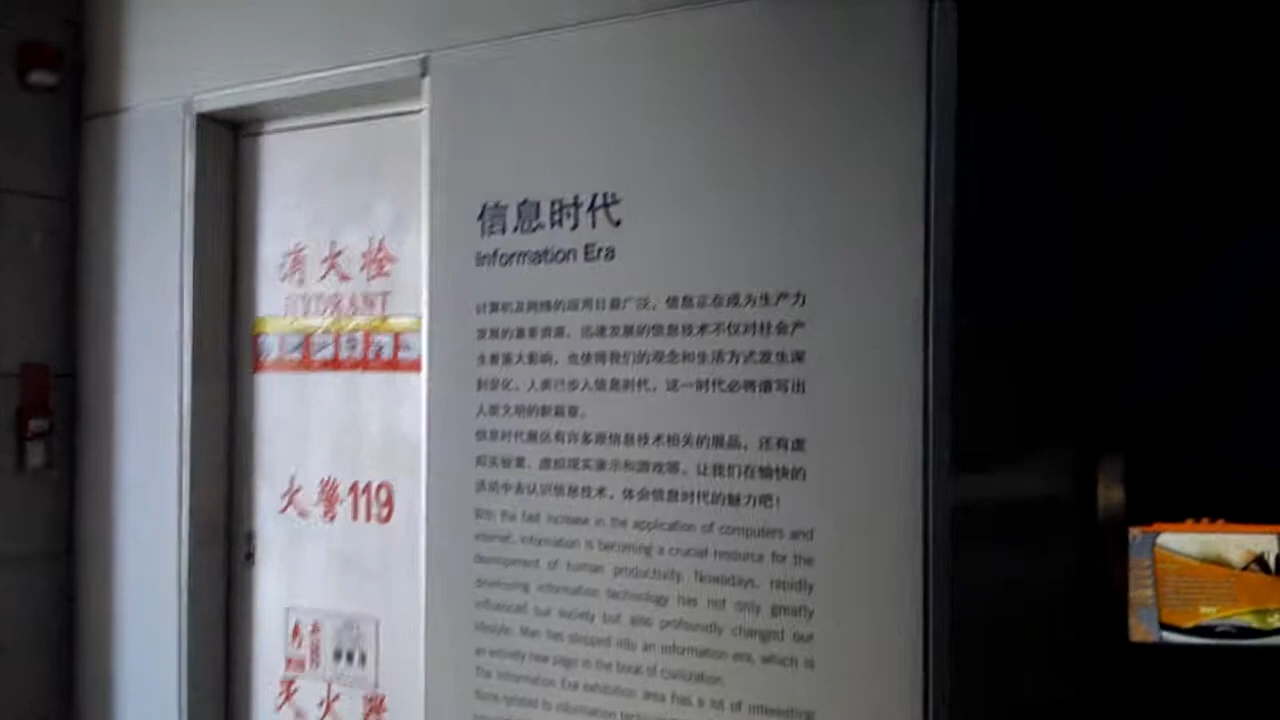 消火栓
HYDRANT
火警119
灭火器
信息时代
Information Era
计算机及网络的应用日益广泛，信息正在成为生产力
发展的重要资源。迅速发展的信息技术不仅对社会产
生着重大影响，也使得我们的观念和生活方式发生深
刻变化。人类已步入信息时代，这一时代必将谱写出
人类文明的新篇章。
信息时代展区有许多跟信息技术相关的展品，还有虚
拟实验室、虚拟现实演示和游戏等，让我们在愉快的
活动中去认识信息技术，体会信息时代的魅力吧！
With the fast increase in the application of computers and
internet, information is becoming a crucial resource for the
development of human productivity. Nowadays, rapidly
developing information technology has not only greatly
influenced our society but also profoundly changed our
lifestyle. Man has stepped into an information era, which is
an entirely new page in the book of civilization.
The Information Era exhibition area has a lot of interesting
items related to information